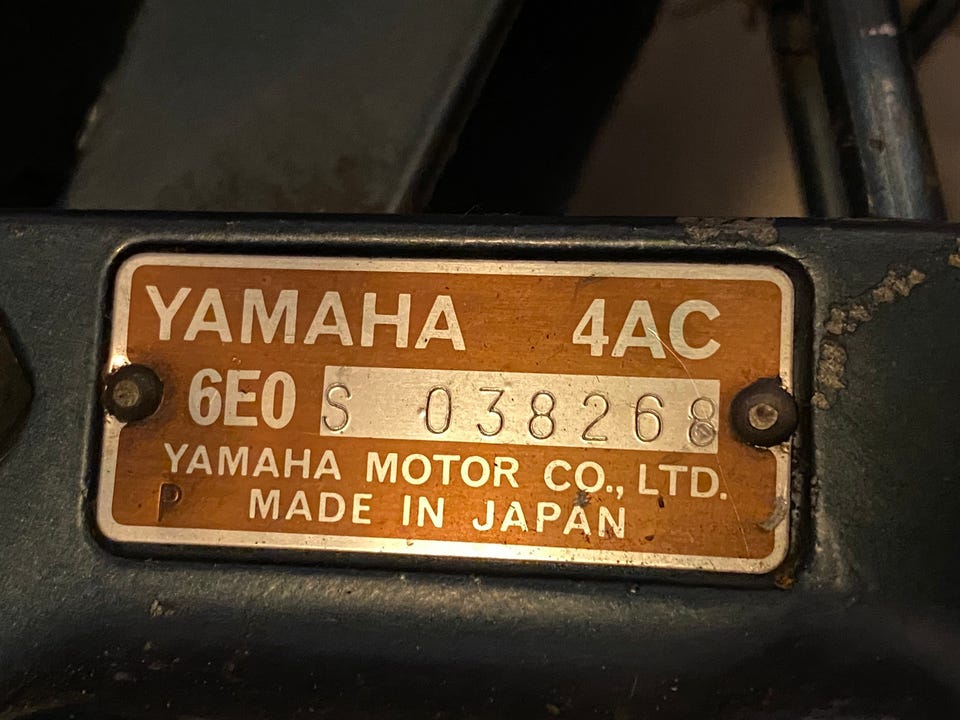 YAMAHA 4AC
6E0 S 038268
YAMAHA MOTOR CO., LTD.
P MADE IN JAPAN